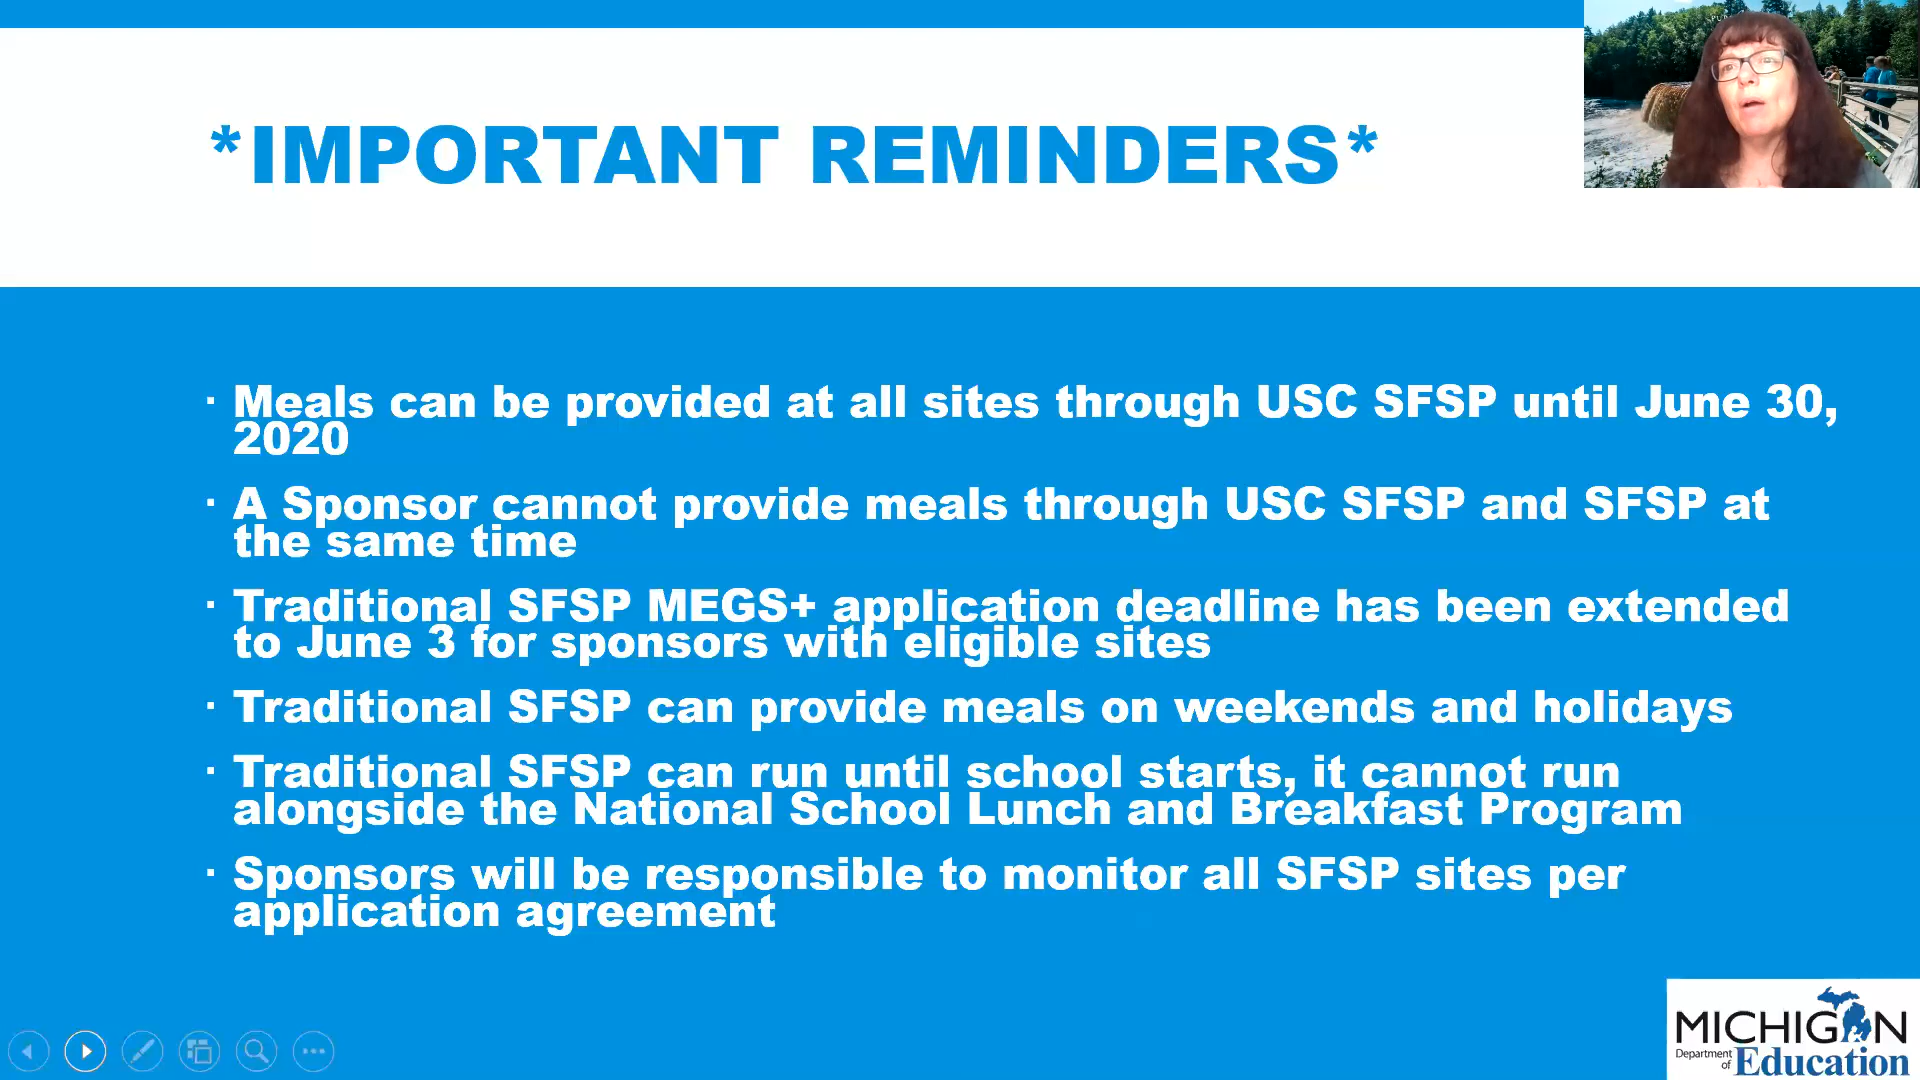 *IMPORTANT REMINDERS*
· Meals can be provided at all sites through USC SFSP until June 30,
2020
· A Sponsor cannot provide meals through USC SFSP and SFSP at
the same time
· Traditional SFSP MEGS+ application deadline has been extended
to June 3 for sponsors with eligible sites
· Traditional SFSP can provide meals on weekends and holidays
· Traditional SFSP can run until school starts, it cannot run
alongside the National School Lunch and Breakfast Program
· Sponsors will be responsible to monitor all SFSP sites per
application agreement
MICHIGAN
Department
of Education